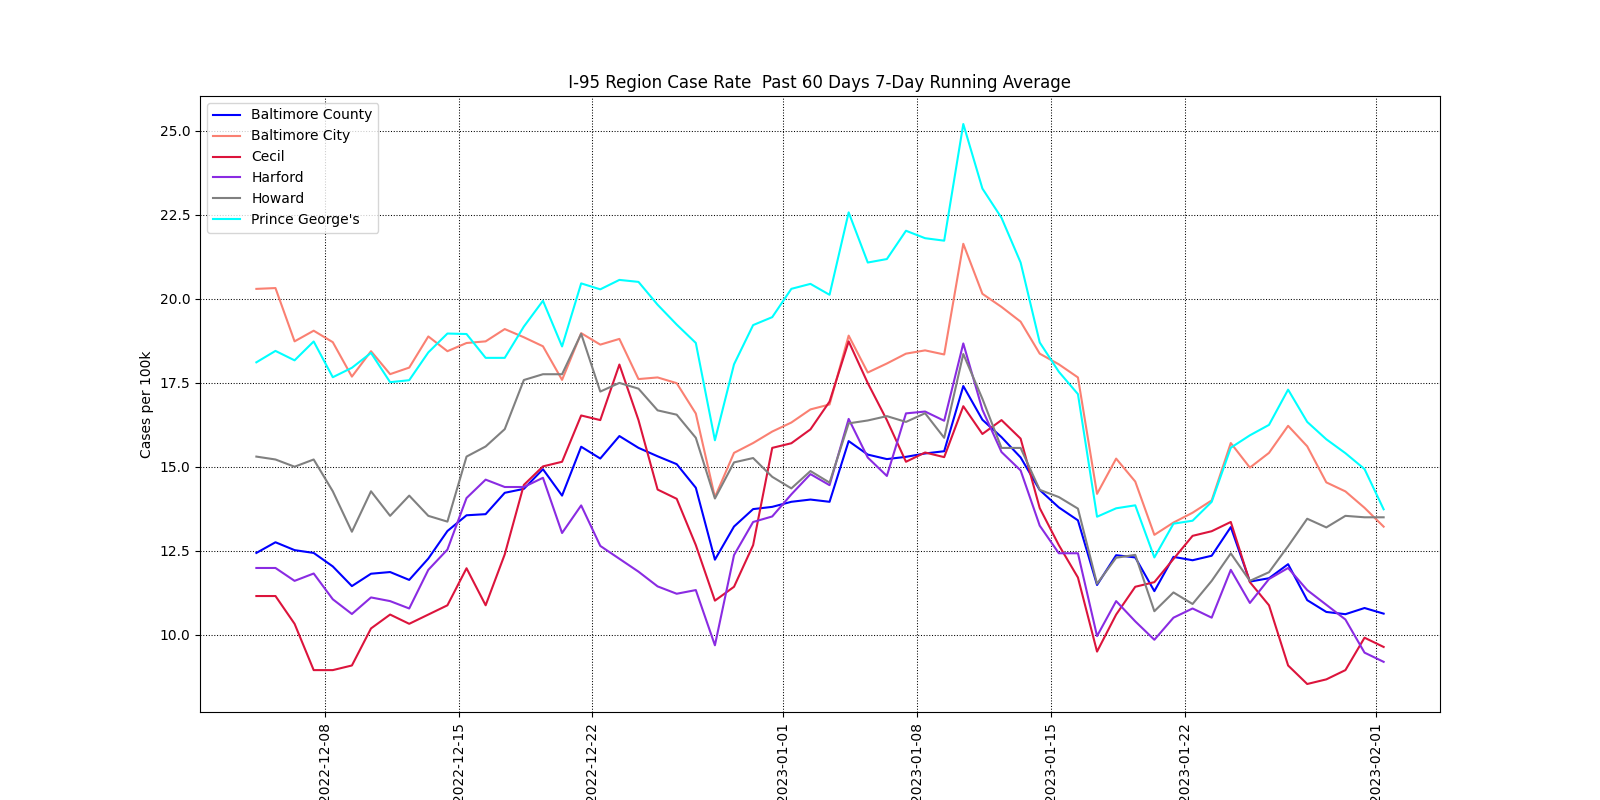 I-95 Region Case Rate  Past 60 Days 7-Day Running Average
Baltimore County
Baltimore City
Cecil
Harford
Howard
Prince George's
Cases per 100k
25.0
22.5
20.0
17.5
15.0
12.5
10.0
2022-12-08
2022-12-15
2022-12-22
2023-01-01
2023-01-08
2023-01-15
2023-01-22
2023-02-01